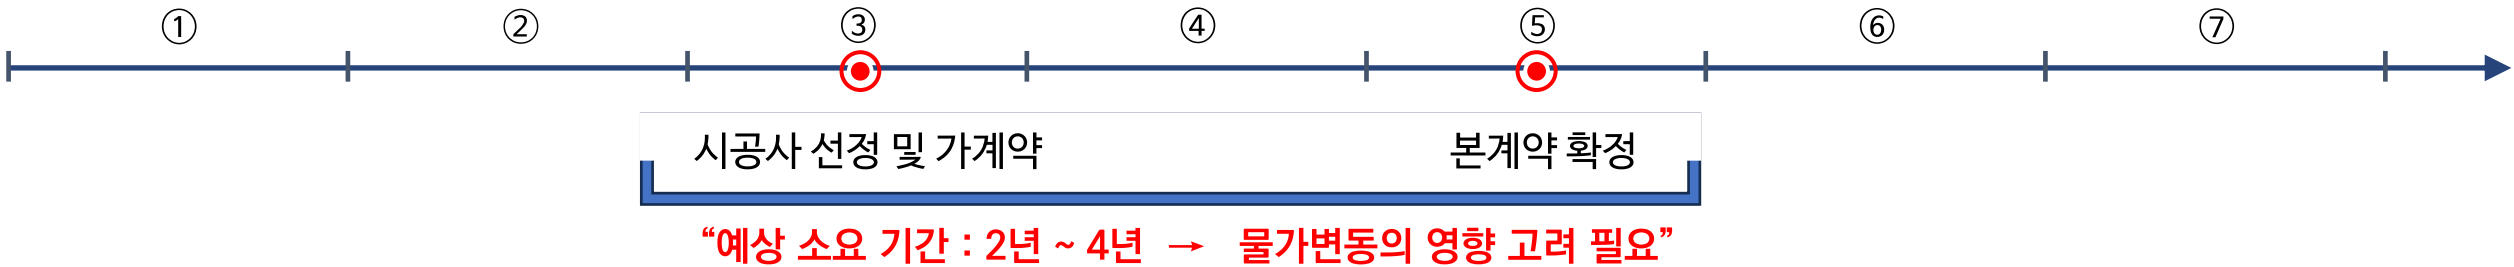 ① ② ③ ④ ⑤ ⑥ ⑦
시공사 선정 및 가계약 본계약 확정
“예상 소요 기간 : 2년 ~4년 → 물가변동의 영향 고려 필요”